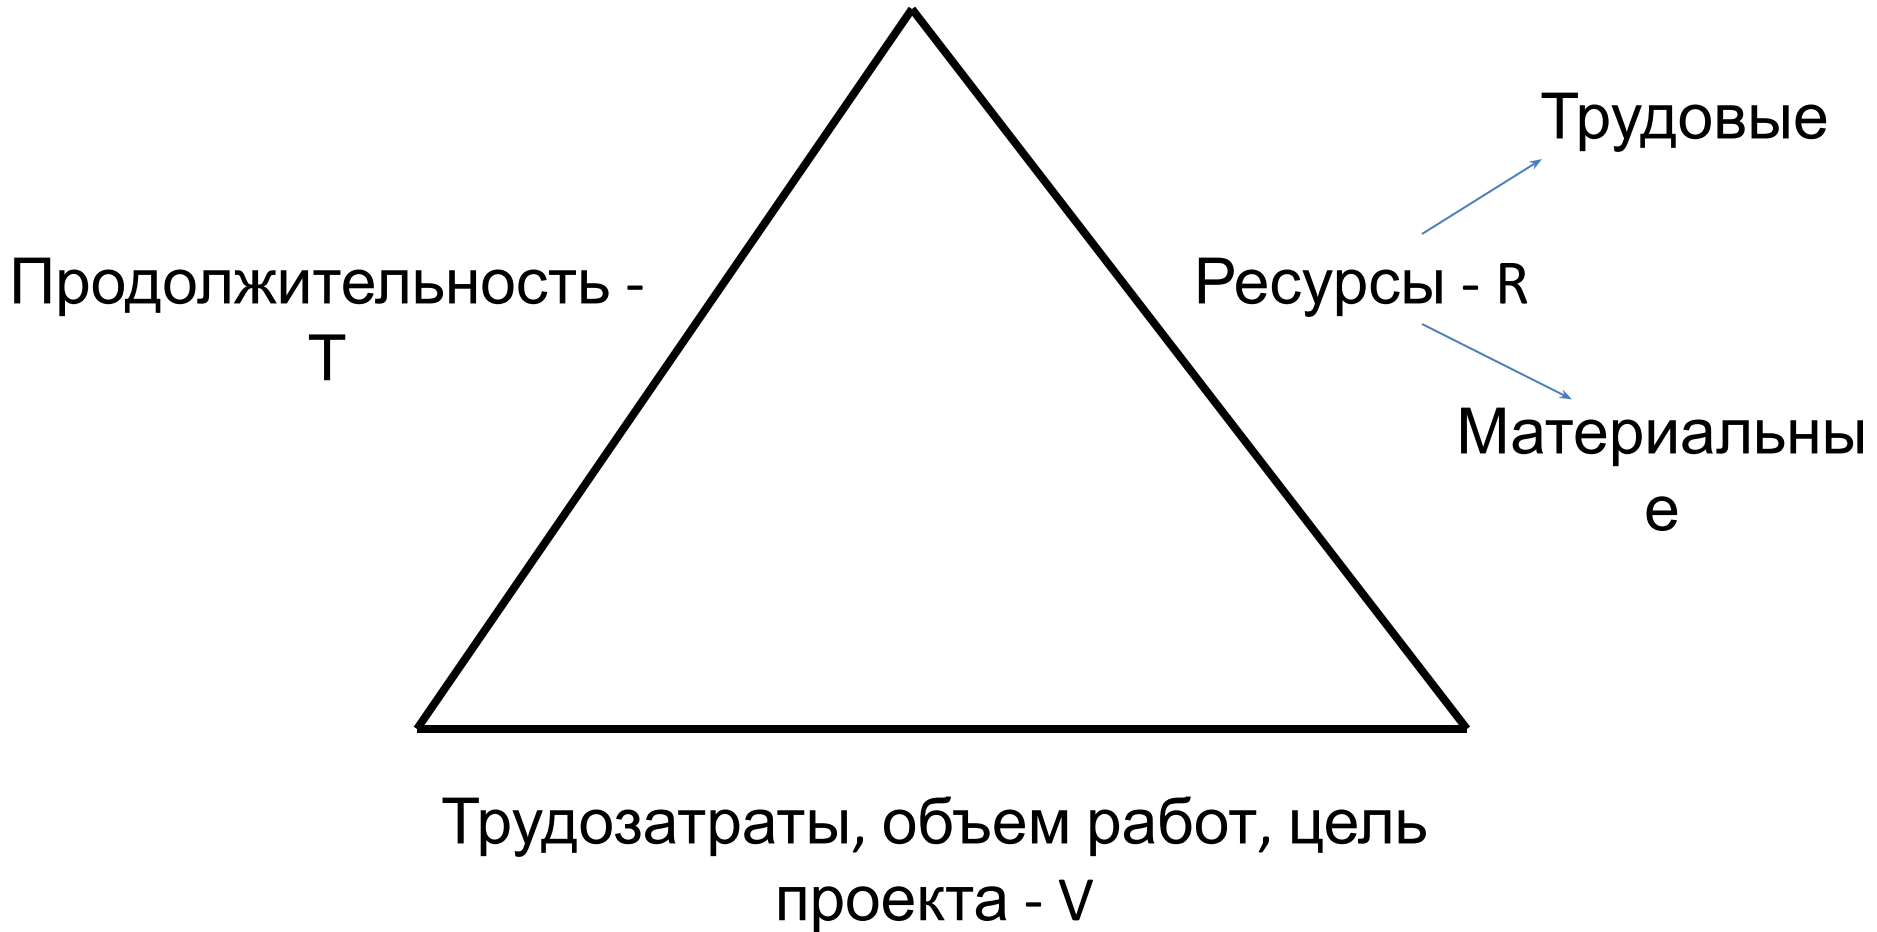 Трудовые
Продолжительность -
Т
Ресурсы - R
Материальны
е
Трудозатраты, объем работ, цель
проекта - V